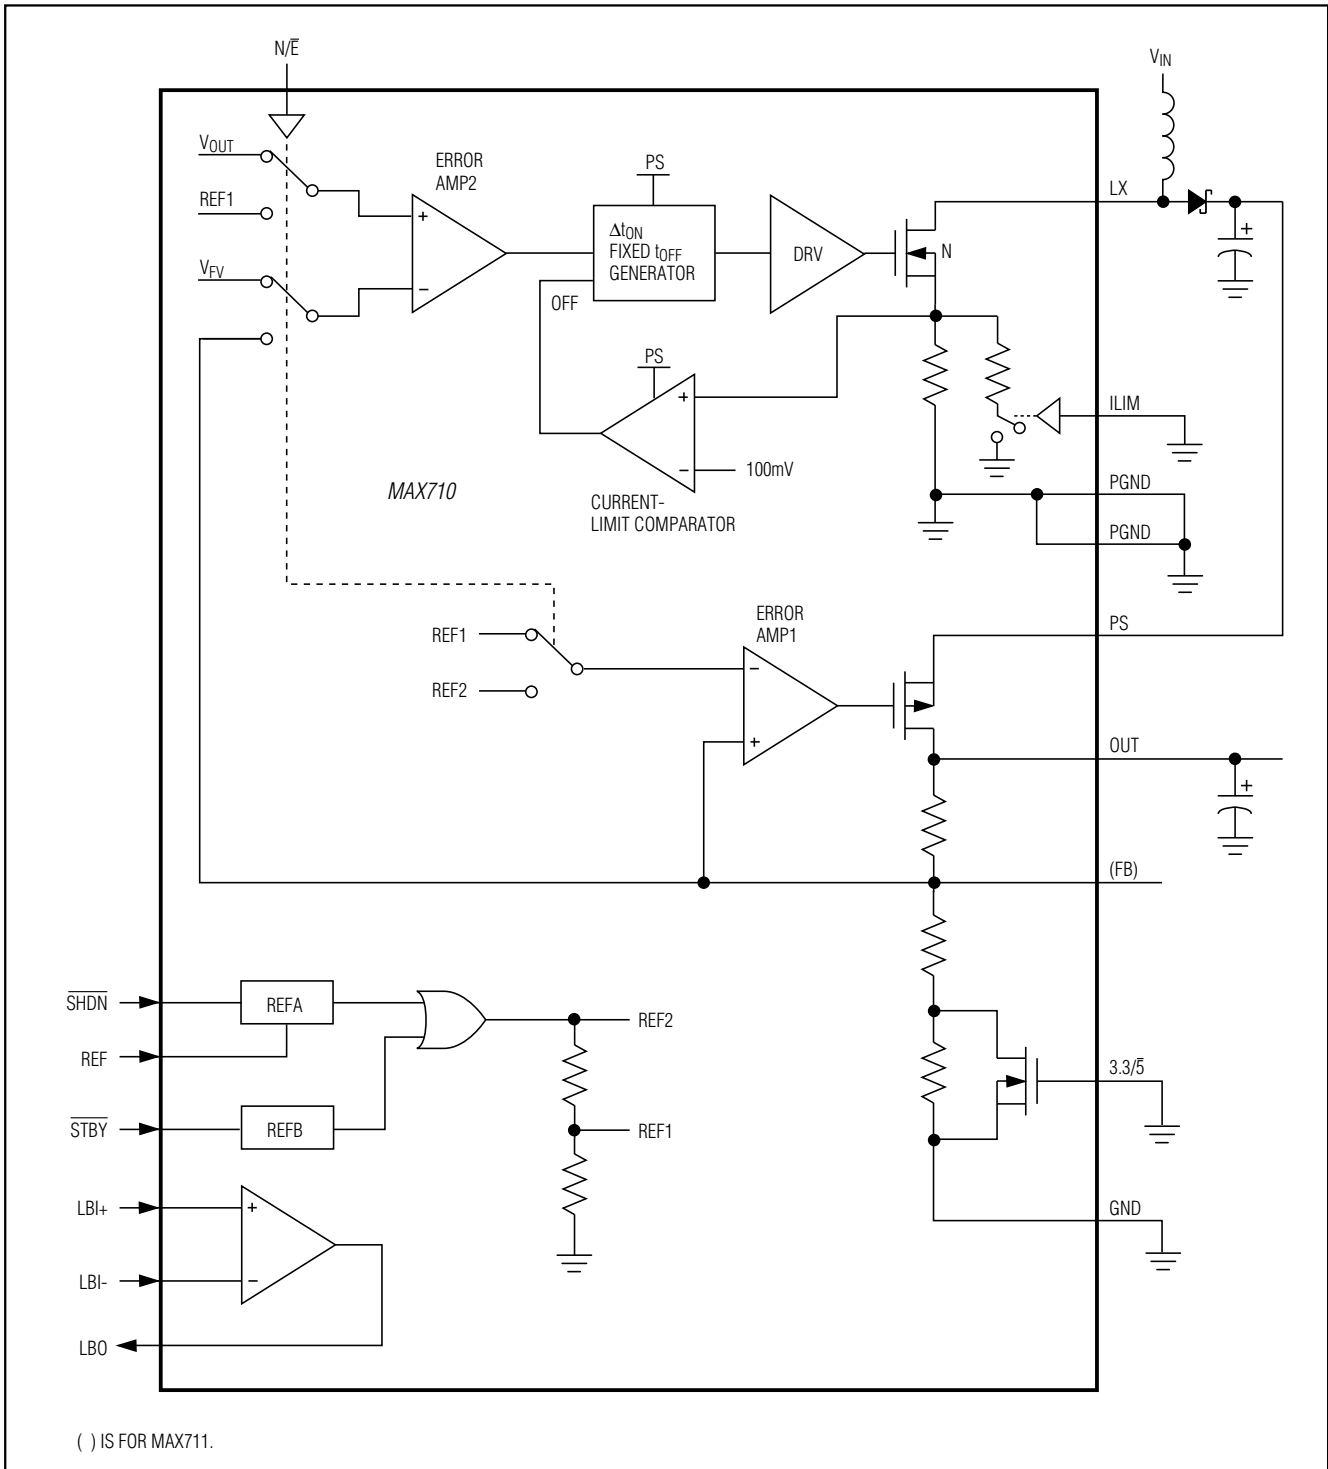 N/E̅
VIN
VOUT
ERROR
AMP2
PS
LX
REF1
ΔtON
FIXED tOFF
GENERATOR
DRV
N
+
+
VFV
−
OFF
PS
+
ILIM
−
100mV
MAX710
CURRENT-
LIMIT COMPARATOR
PGND
PGND
ERROR
AMP1
PS
REF1
−
REF2
+
OUT
+
(FB)
S̅H̅D̅N̅
REFA
REF2
REF
3.3/5̅
S̅T̅B̅Y̅
REFB
REF1
LBI+
+
GND
LBI-
−
LBO
( ) IS FOR MAX711.